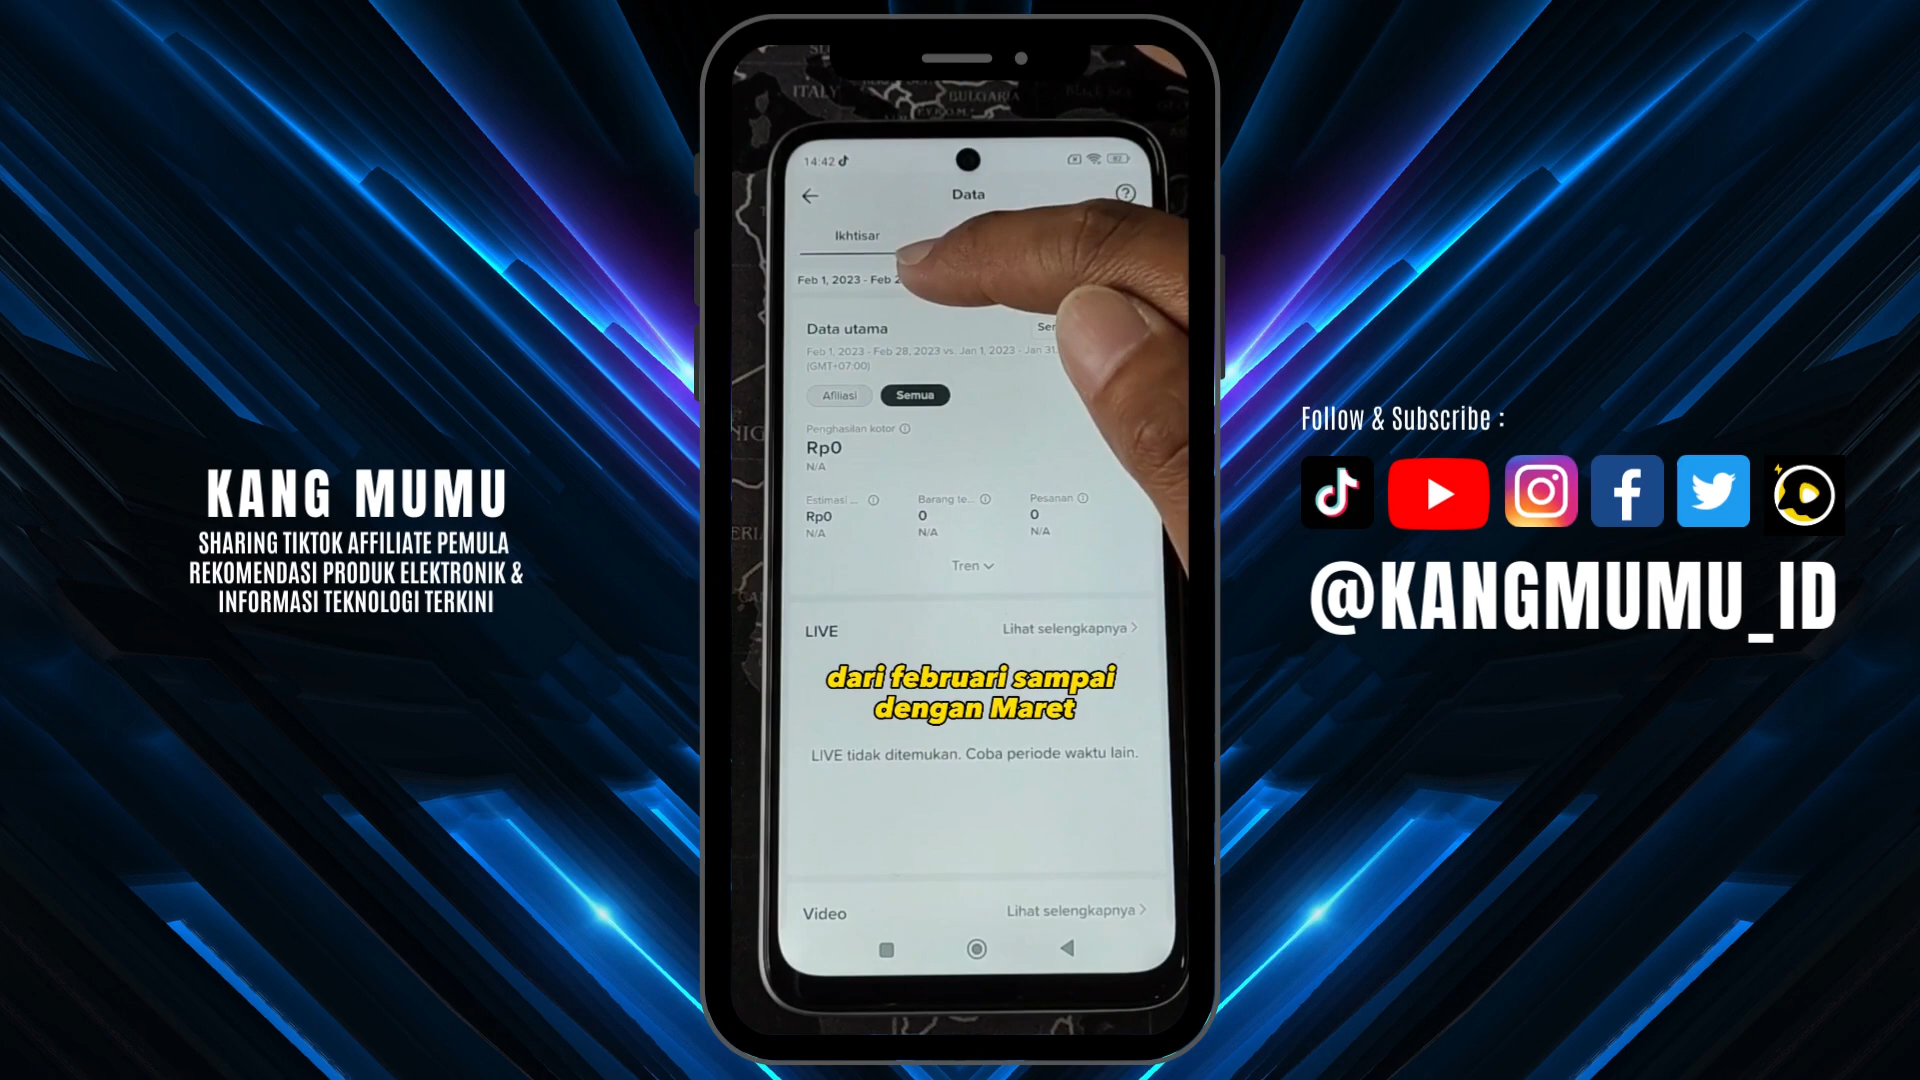 KANG MUMU
SHARING TIKTOK AFFILIATE PEMULA
REKOMENDASI PRODUK ELEKTRONIK &
INFORMASI TEKNOLOGI TERKINI
ITALY
BULGARIA
14:42
82
Data
Ikhtisar
Feb 1, 2023 - Feb 2
Data utama
Feb 1, 2023 - Feb 28, 2023 vs. Jan 1, 2023 - Jan 31,
(GMT+07:00)
Afiliasi
Semua
Penghasilan kotor
Rp0
N/A
Estimasi ...
Barang te...
Pesanan
Rp0
0
0
N/A
N/A
N/A
Tren
LIVE
Lihat selengkapnya
dari februari sampai
dengan Maret
LIVE tidak ditemukan. Coba periode waktu lain.
Video
Lihat selengkapnya
Follow & Subscribe :
@KANGMUMU_ID